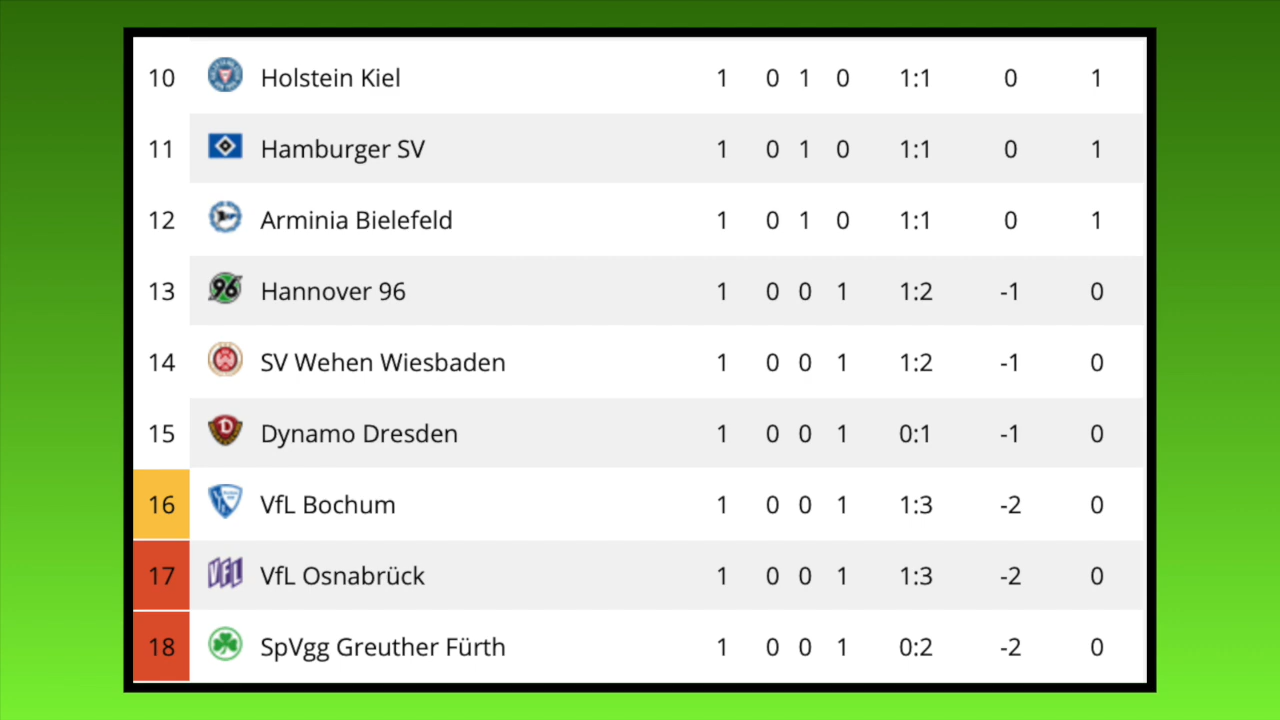 10 Holstein Kiel 1 0 1 0 1:1 0 1
11 Hamburger SV 1 0 1 0 1:1 0 1
12 Arminia Bielefeld 1 0 1 0 1:1 0 1
13 96 Hannover 96 1 0 0 1 1:2 -1 0
14 SV Wehen Wiesbaden 1 0 0 1 1:2 -1 0
15 D Dynamo Dresden 1 0 0 1 0:1 -1 0
16 VfL Bochum 1 0 0 1 1:3 -2 0
17 VfL VfL Osnabrück 1 0 0 1 1:3 -2 0
18 SpVgg Greuther Fürth 1 0 0 1 0:2 -2 0